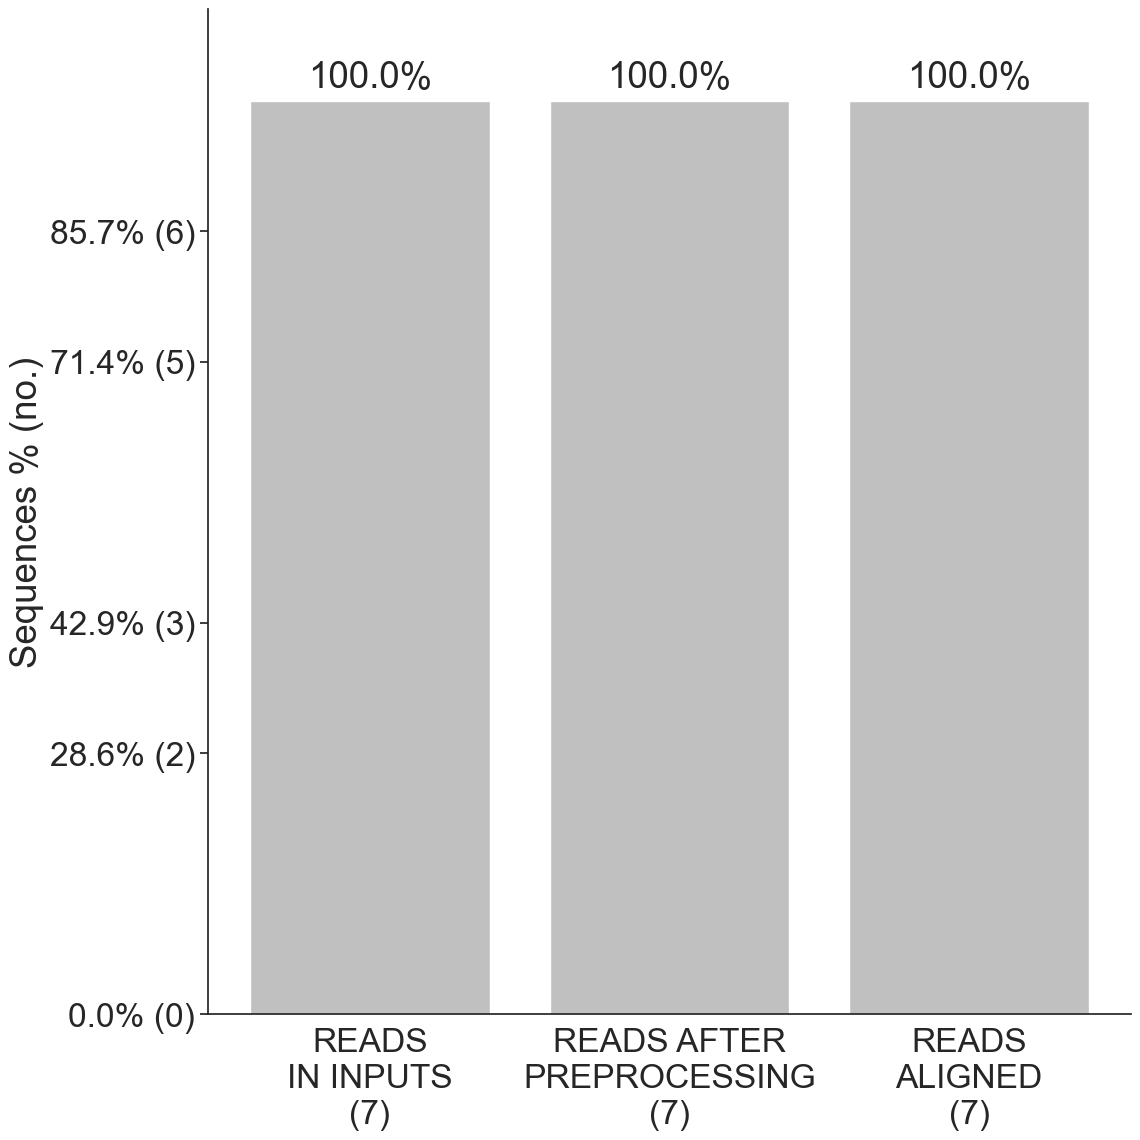 100.0%
100.0%
100.0%
85.7% (6)
71.4% (5)
42.9% (3)
28.6% (2)
0.0% (0)
Sequences % (no.)
READS
IN INPUTS
(7)
READS AFTER
PREPROCESSING
(7)
READS
ALIGNED
(7)